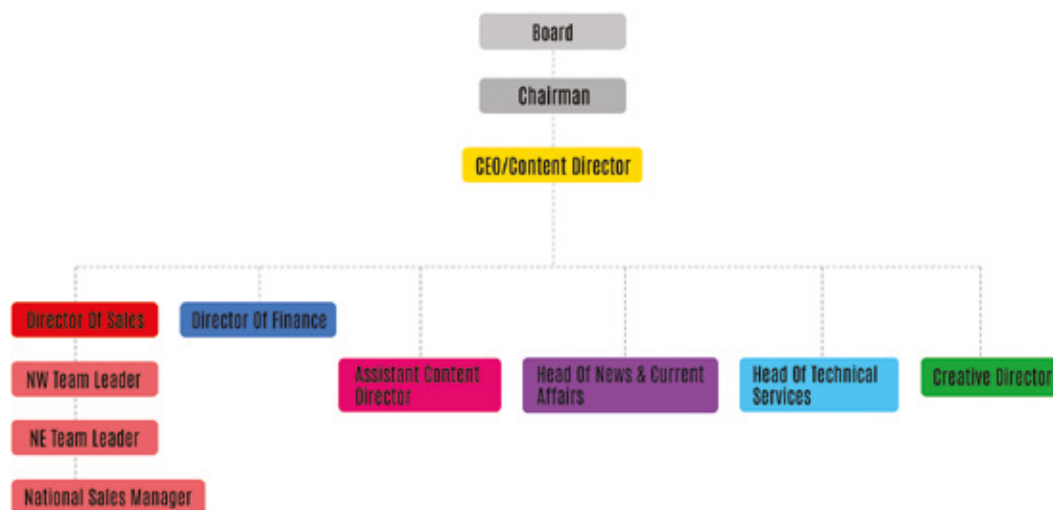 Board
Chairman
CEO/Content Director
Director Of Sales
Director Of Finance
NW Team Leader
NE Team Leader
National Sales Manager
Assistant Content
Director
Head Of News & Current
Affairs
Head Of Technical
Services
Creative Director